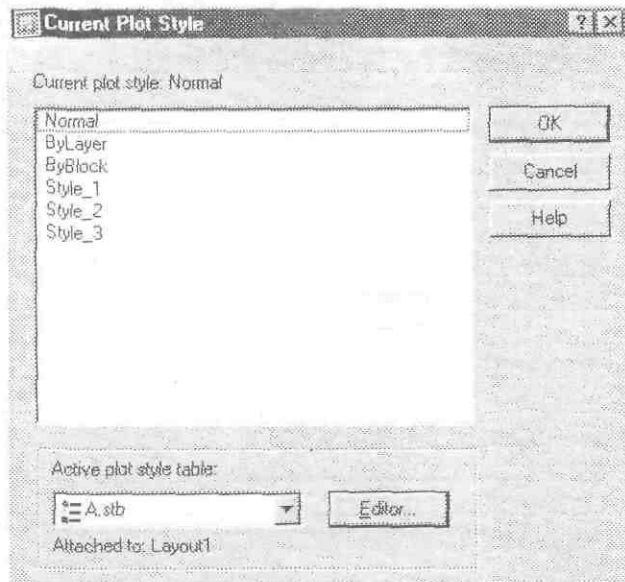 Current Plot Style
Current plot style: Normal
Normal
ByLayer
ByBlock
Style_1
Style_2
Style_3
OK
Cancel
Help
Active plot style table:
A.stb
Editor...
Attached to: Layout1